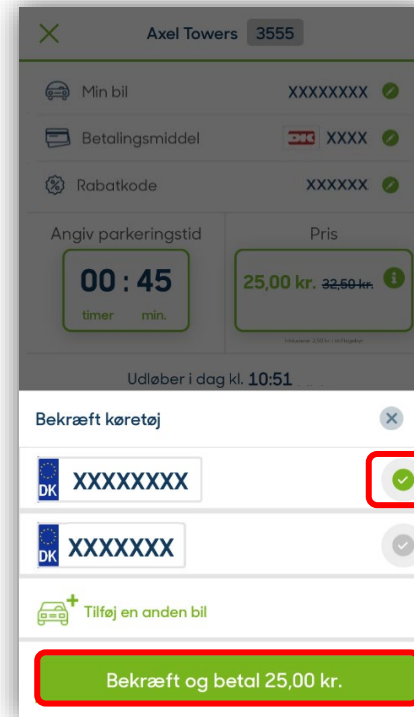 Axel Towers 3555
Min bil XXXXXXXX
Betalingsmiddel DK XXXX
Rabatkode XXXXXX
Angiv parkeringstid Pris
00 : 45 25,00 kr. 32,50 kr.
timer min.
Udløber i dag kl. 10:51
Bekræft køretøj
DK XXXXXXXX
DK XXXXXXX
Tilføj en anden bil
Bekræft og betal 25,00 kr.